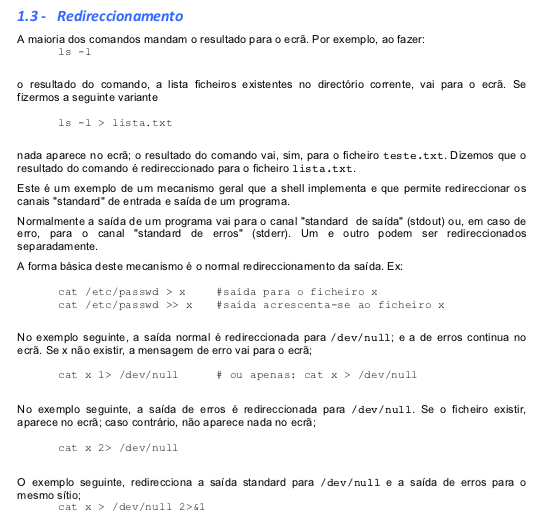 1.3 - Redireccionamento
A maioria dos comandos mandam o resultado para o ecrã. Por exemplo, ao fazer:
ls -l
o resultado do comando, a lista ficheiros existentes no directório corrente, vai para o ecrã. Se
fizermos a seguinte variante
ls -l > lista.txt
nada aparece no ecrã; o resultado do comando vai, sim, para o ficheiro teste.txt. Dizemos que o
resultado do comando é redireccionado para o ficheiro lista.txt.
Este é um exemplo de um mecanismo geral que a shell implementa e que permite redireccionar os
canais "standard" de entrada e saída de um programa.
Normalmente a saída de um programa vai para o canal "standard de saída" (stdout) ou, em caso de
erro, para o canal "standard de erros" (stderr). Um e outro podem ser redireccionados
separadamente.
A forma básica deste mecanismo é o normal redireccionamento da saída. Ex:
cat /etc/passwd > x #saída para o ficheiro x
cat /etc/passwd >> x #saída acrescenta-se ao ficheiro x
No exemplo seguinte, a saída normal é redireccionada para /dev/null; e a de erros continua no
ecrã. Se x não existir, a mensagem de erro vai para o ecrã;
cat x 1> /dev/null # ou apenas: cat x > /dev/null
No exemplo seguinte, a saída de erros é redireccionada para /dev/null. Se o ficheiro existir,
aparece no ecrã; caso contrário, não aparece nada no ecrã;
cat x 2> /dev/null
O exemplo seguinte, redirecciona a saída standard para /dev/null e a saída de erros para o
mesmo sítio;
cat x > /dev/null 2>&1